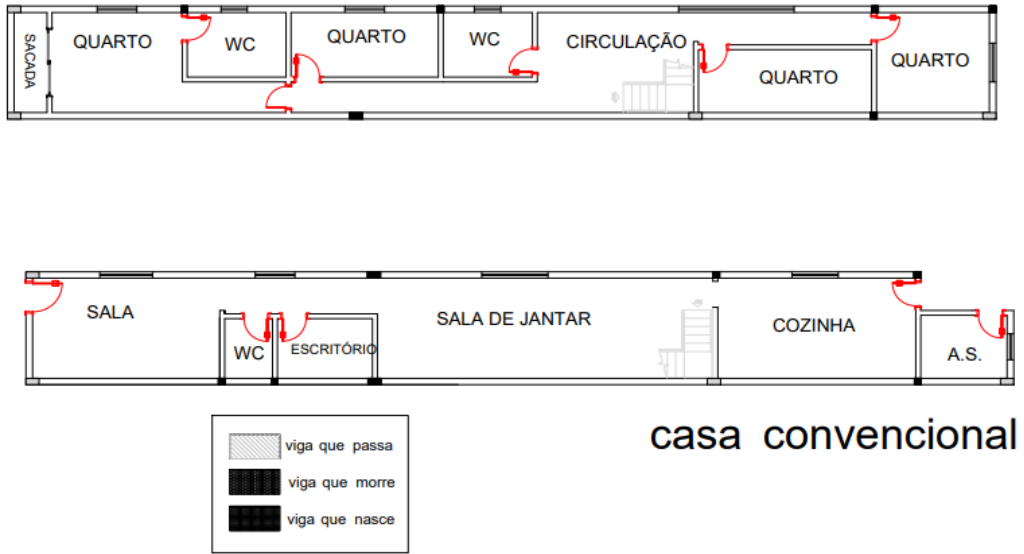 SACADA
QUARTO
WC
QUARTO
WC
CIRCULAÇÃO
QUARTO
QUARTO
SALA
WC
ESCRITÓRIO
SALA DE JANTAR
COZINHA
A.S.
viga que passa
viga que morre
viga que nasce
casa convencional